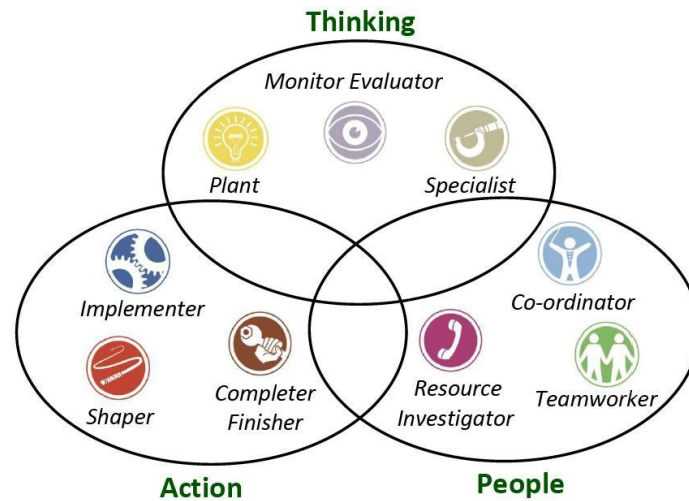 Thinking
Monitor Evaluator
Plant
Specialist
Implementer
Co-ordinator
Shaper
Completer
Finisher
Resource
Investigator
Teamworker
Action
People